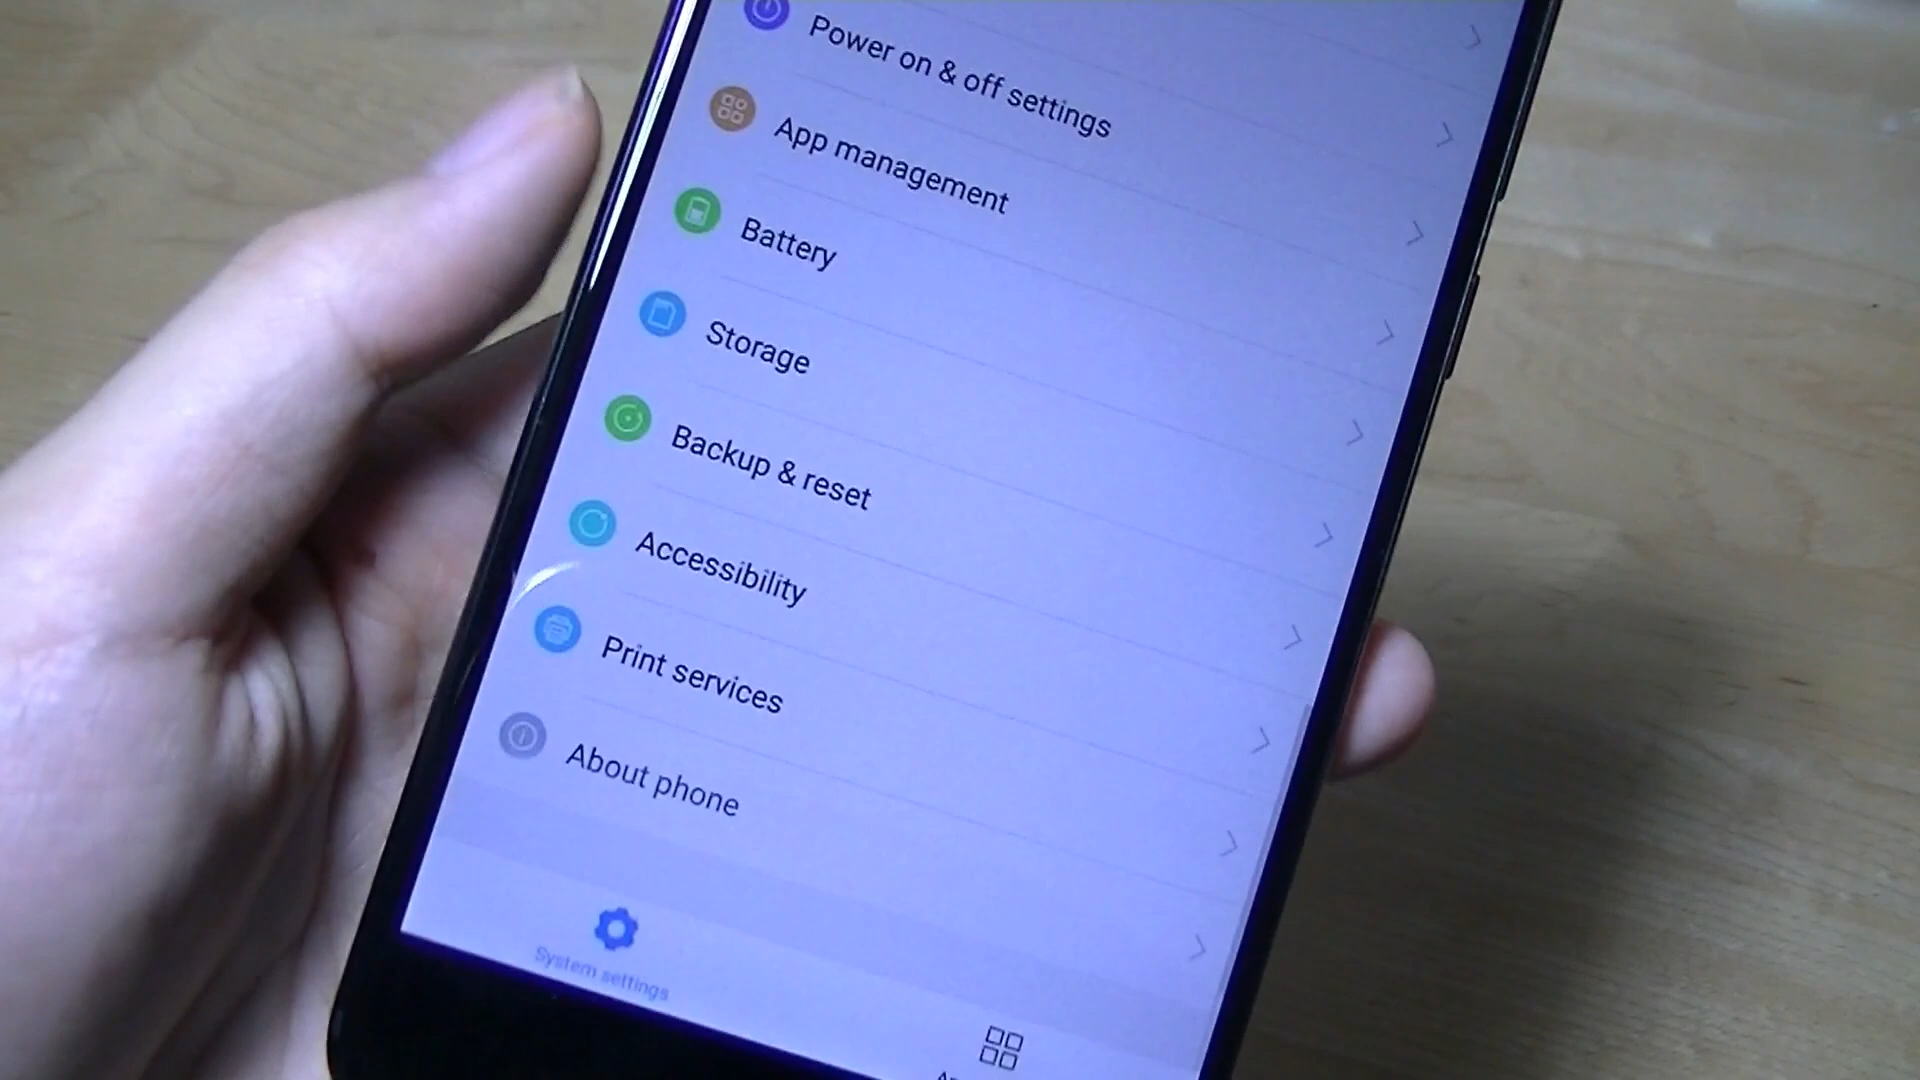 Power on & off settings
App management
Battery
Storage
Backup & reset
Accessibility
Print services
About phone
System settings